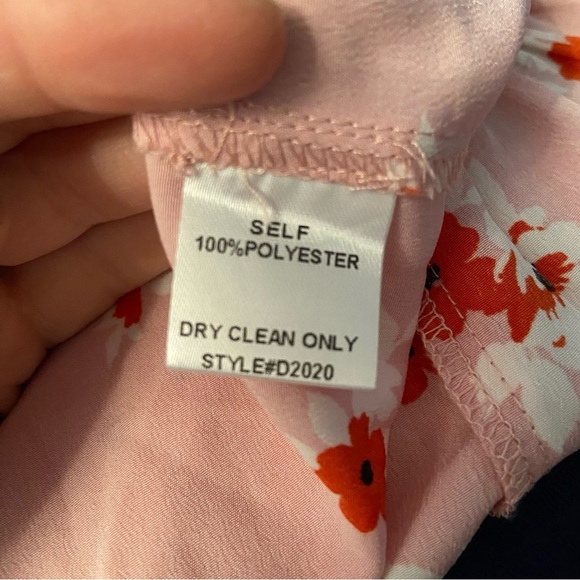 SELF
100%POLYESTER
DRY CLEAN ONLY
STYLE#D2020